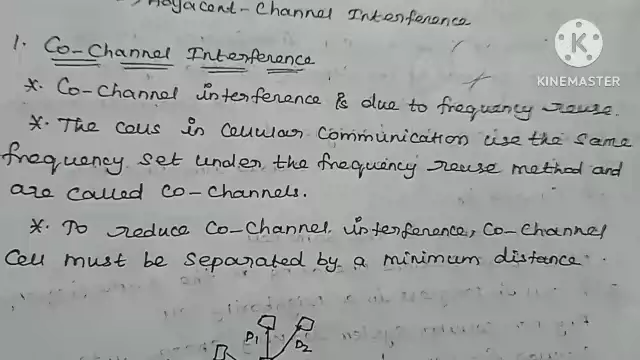 Adjacent-Channel Interference
1. Co-Channel Interference
*. Co-channel interference is due to frequency reuse.
*. The cells in cellular communication use the same
frequency set under the frequency reuse method and
are called Co-channels.
*. To reduce Co-Channel interference, Co-Channel
Cell must be separated by a minimum distance.
D1 D2
KINEMASTER